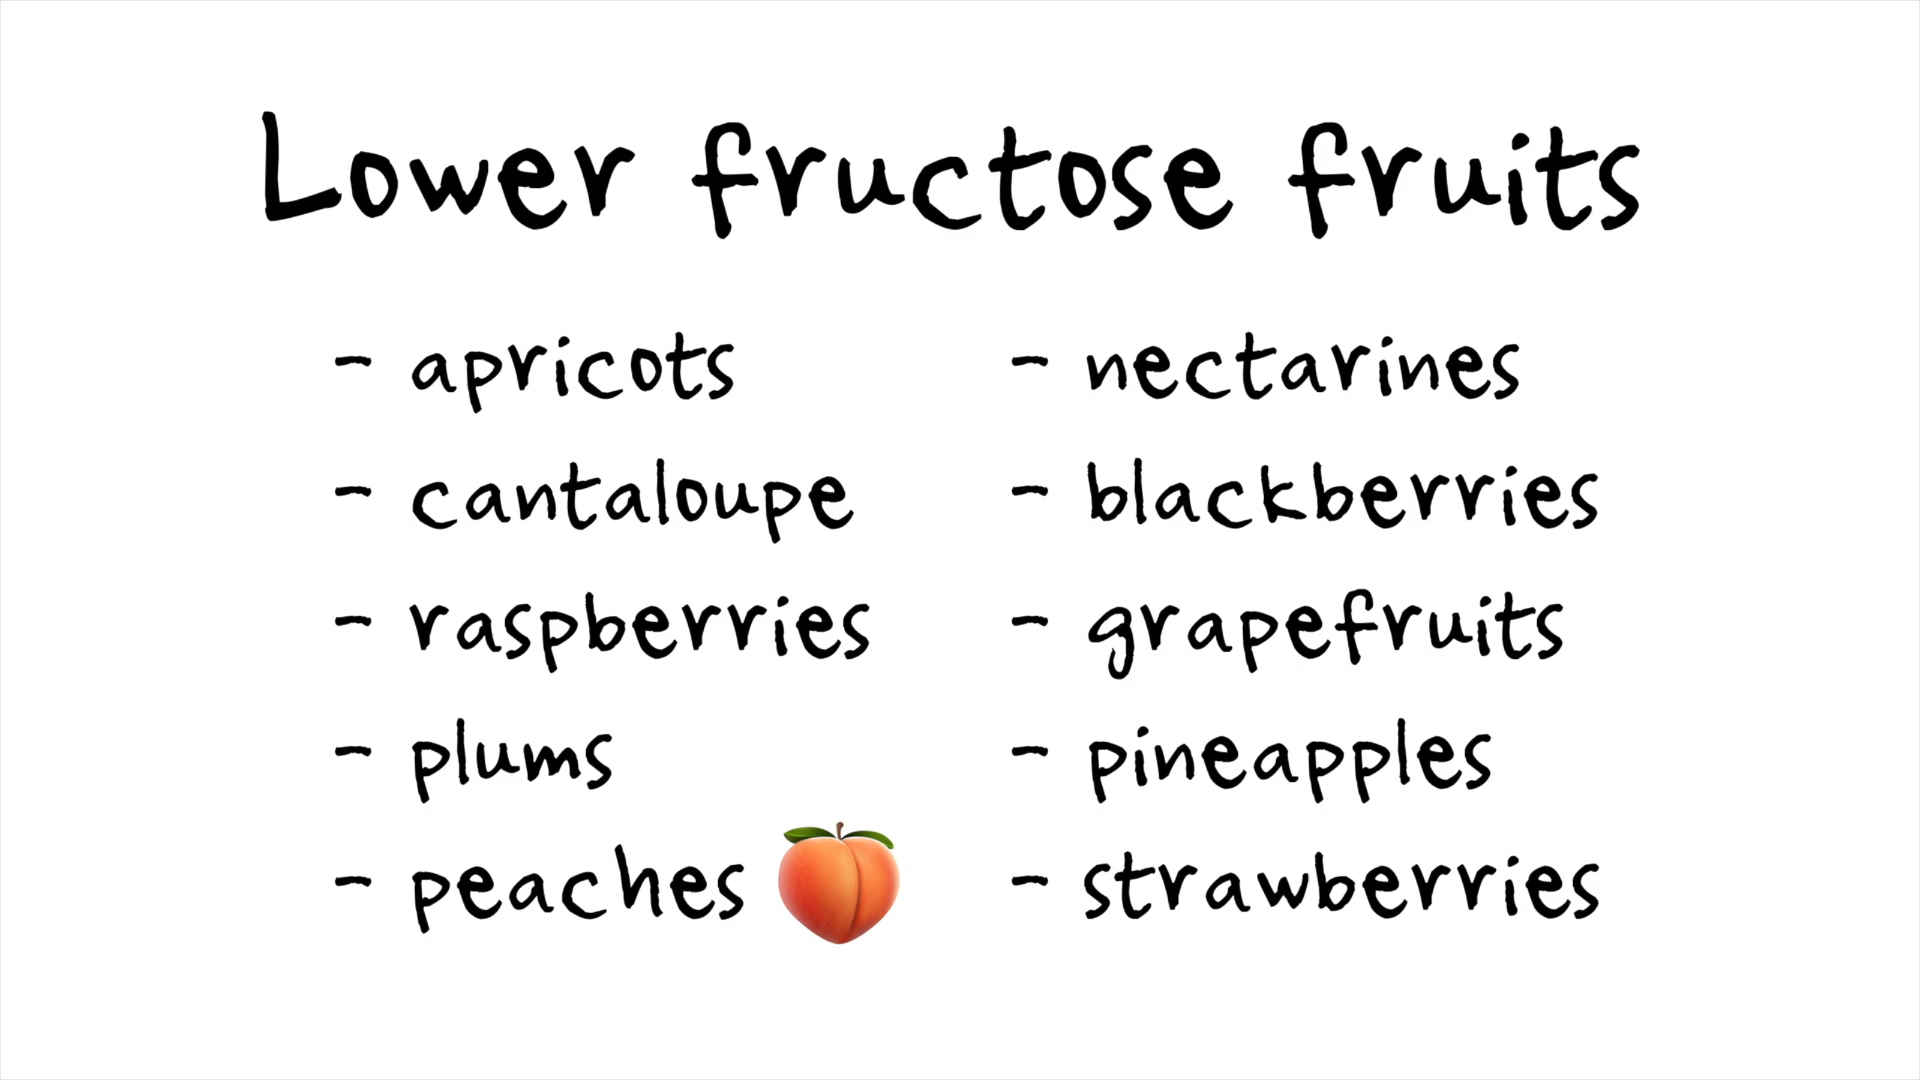 Lower fructose fruits
- apricots
- cantaloupe
- raspberries
- plums
- peaches
- nectarines
- blackberries
- grapefruits
- pineapples
- strawberries